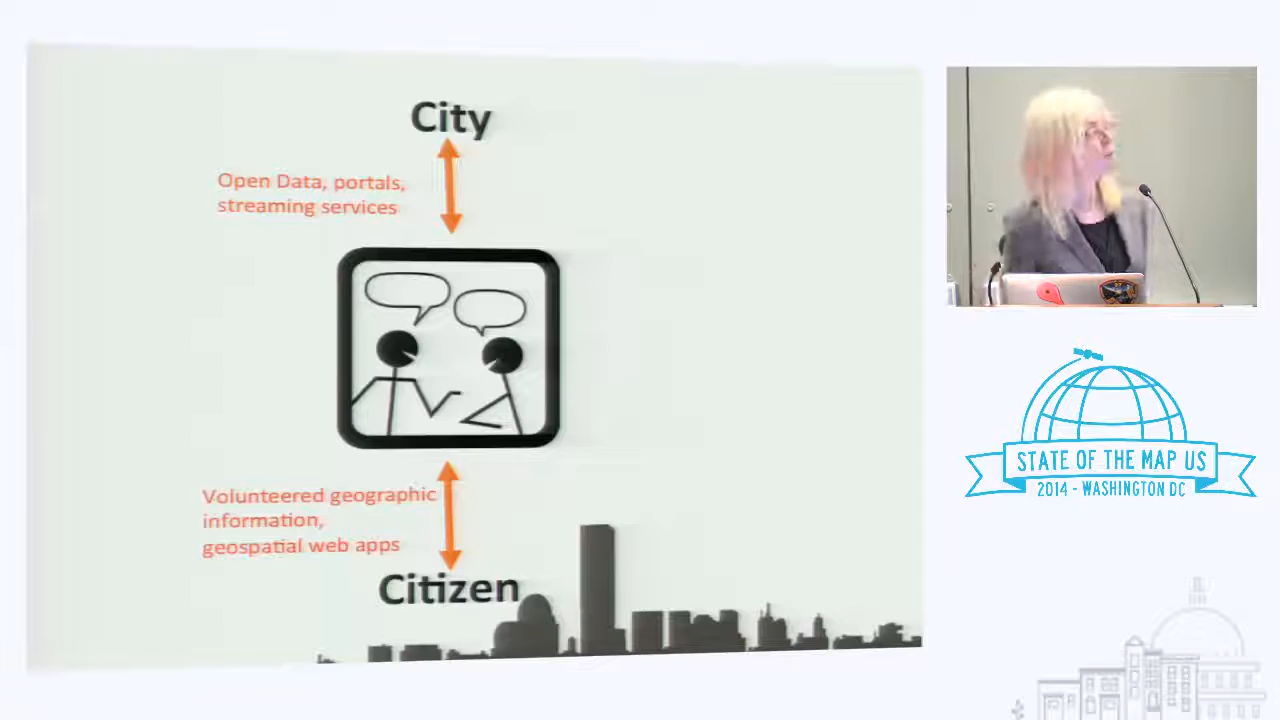 City
Open Data, portals,
streaming services
Volunteered geographic
information,
geospatial web apps
Citizen
STATE OF THE MAP US
2014 - WASHINGTON DC